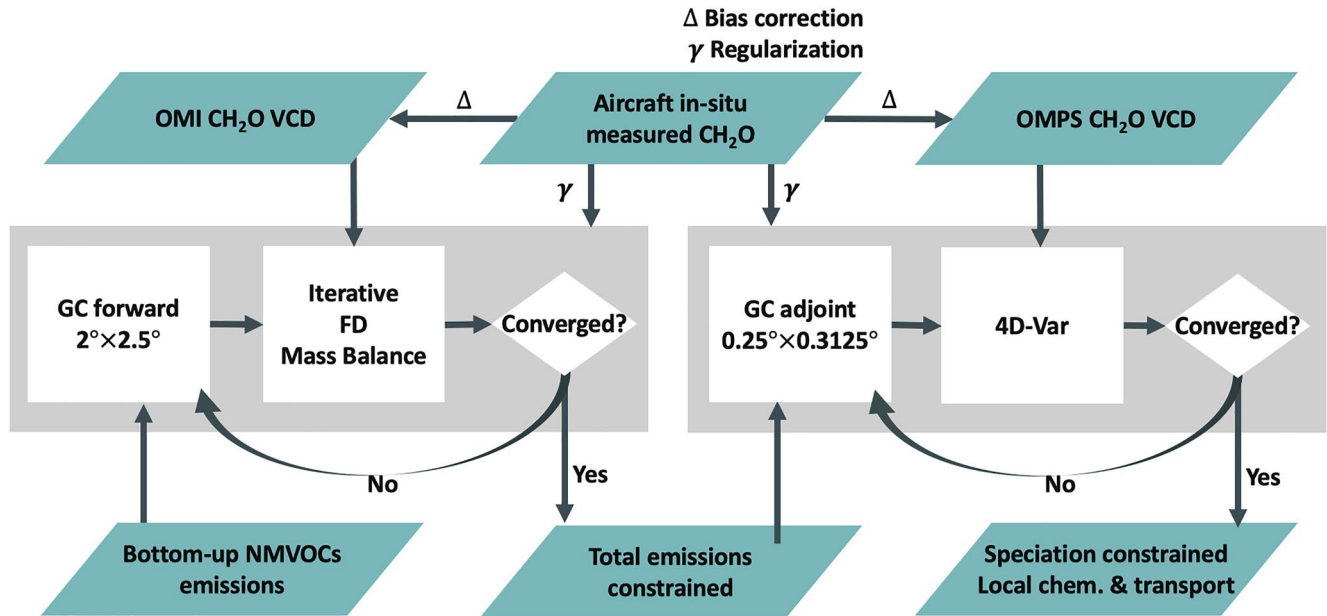 Δ Bias correction
γ Regularization
OMI CH₂O VCD
Δ
Aircraft in-situ
measured CH₂O
Δ
OMPS CH₂O VCD
γ
γ
GC forward
2°×2.5°
Iterative
FD
Mass Balance
Converged?
GC adjoint
0.25°×0.3125°
4D-Var
Converged?
No
Yes
No
Yes
Bottom-up NMVOCs
emissions
Total emissions
constrained
Speciation constrained
Local chem. & transport